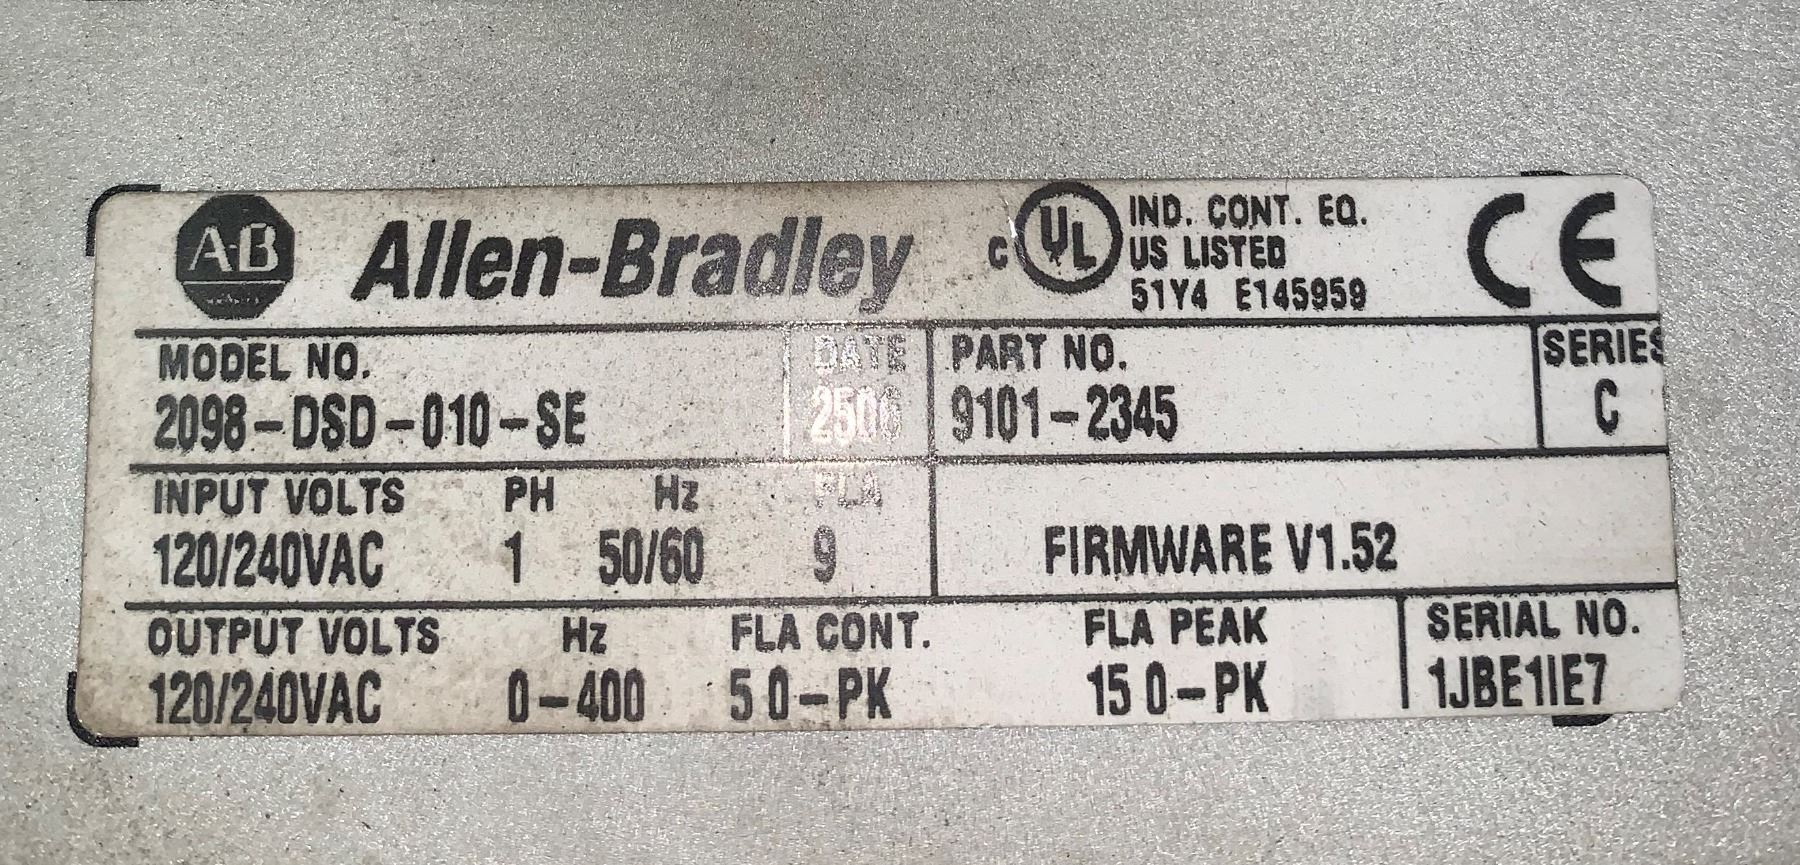 A-B Allen-Bradley
c UL IND. CONT. EQ.
US LISTED
51Y4 E145959
CE
MODEL NO. DATE PART NO. SERIES
2098-DSD-010-SE 2506 9101-2345 C
INPUT VOLTS PH Hz FLA
120/240VAC 1 50/60 9 FIRMWARE V1.52
OUTPUT VOLTS Hz FLA CONT. FLA PEAK SERIAL NO.
120/240VAC 0-400 5 0-PK 15 0-PK 1JBE1IE7